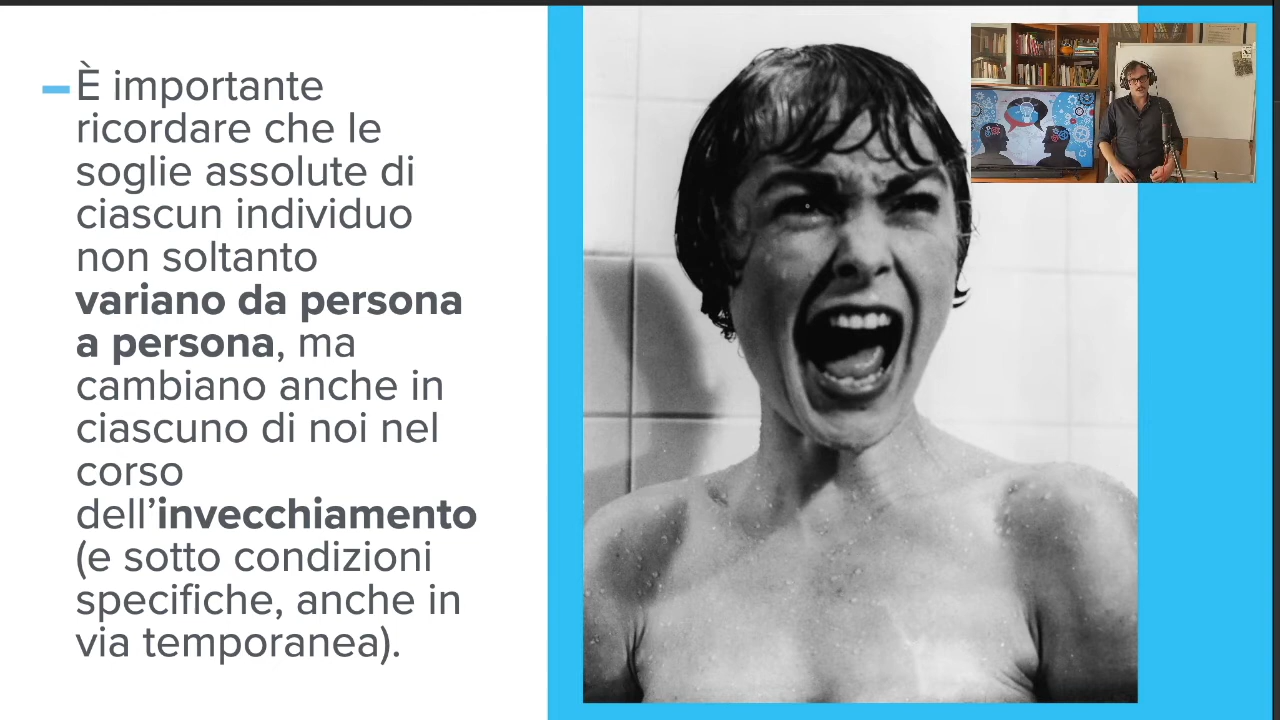 È importante
ricordare che le
soglie assolute di
ciascun individuo
non soltanto
variano da persona
a persona, ma
cambiano anche in
ciascuno di noi nel
corso
dell’invecchiamento
(e sotto condizioni
specifiche, anche in
via temporanea).